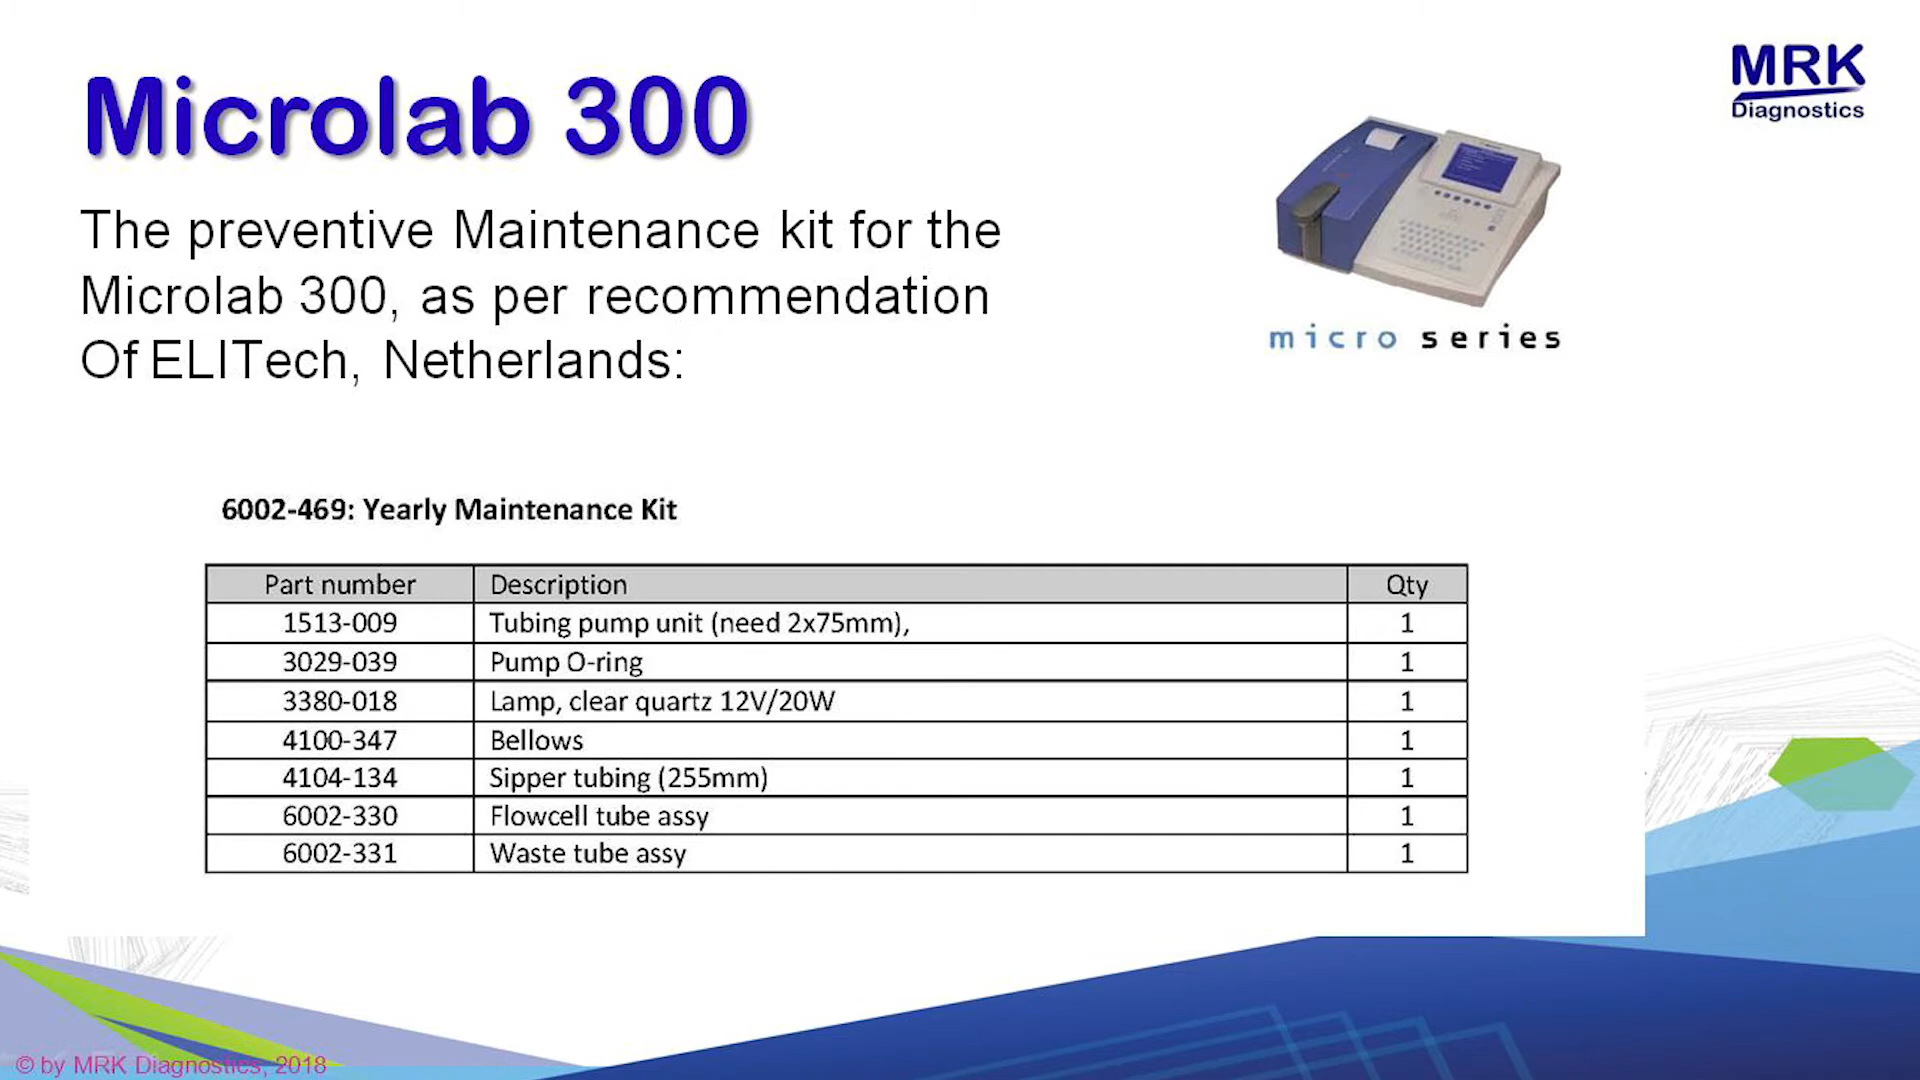 Microlab 300
MRK
Diagnostics
The preventive Maintenance kit for the
Microlab 300, as per recommendation
Of ELITech, Netherlands:
micro series
6002-469: Yearly Maintenance Kit
Part number Description Qty
1513-009 Tubing pump unit (need 2x75mm), 1
3029-039 Pump O-ring 1
3380-018 Lamp, clear quartz 12V/20W 1
4100-347 Bellows 1
4104-134 Sipper tubing (255mm) 1
6002-330 Flowcell tube assy 1
6002-331 Waste tube assy 1
© by MRK Diagnostics, 2018